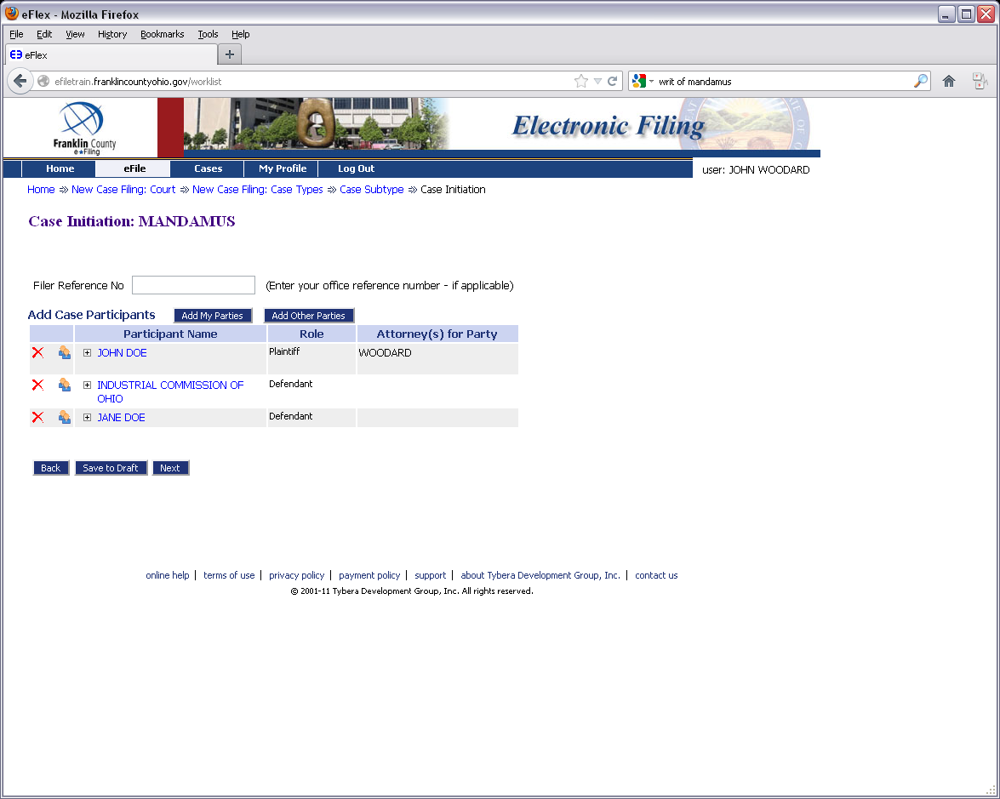 eFlex - Mozilla Firefox
File Edit View History Bookmarks Tools Help
eFlex
efiletrain.franklincountyohio.gov/worklist writ of mandamus
Franklin County
e★Filing
Electronic Filing
Home eFile Cases My Profile Log Out user: JOHN WOODARD
Home ⇒ New Case Filing: Court ⇒ New Case Filing: Case Types ⇒ Case Subtype ⇒ Case Initiation
Case Initiation: MANDAMUS
Filer Reference No (Enter your office reference number - if applicable)
Add Case Participants Add My Parties Add Other Parties
Participant Name Role Attorney(s) for Party
JOHN DOE Plaintiff WOODARD
INDUSTRIAL COMMISSION OF Defendant
OHIO
JANE DOE Defendant
Back Save to Draft Next
online help | terms of use | privacy policy | payment policy | support | about Tybera Development Group, Inc. | contact us
© 2001-11 Tybera Development Group, Inc. All rights reserved.